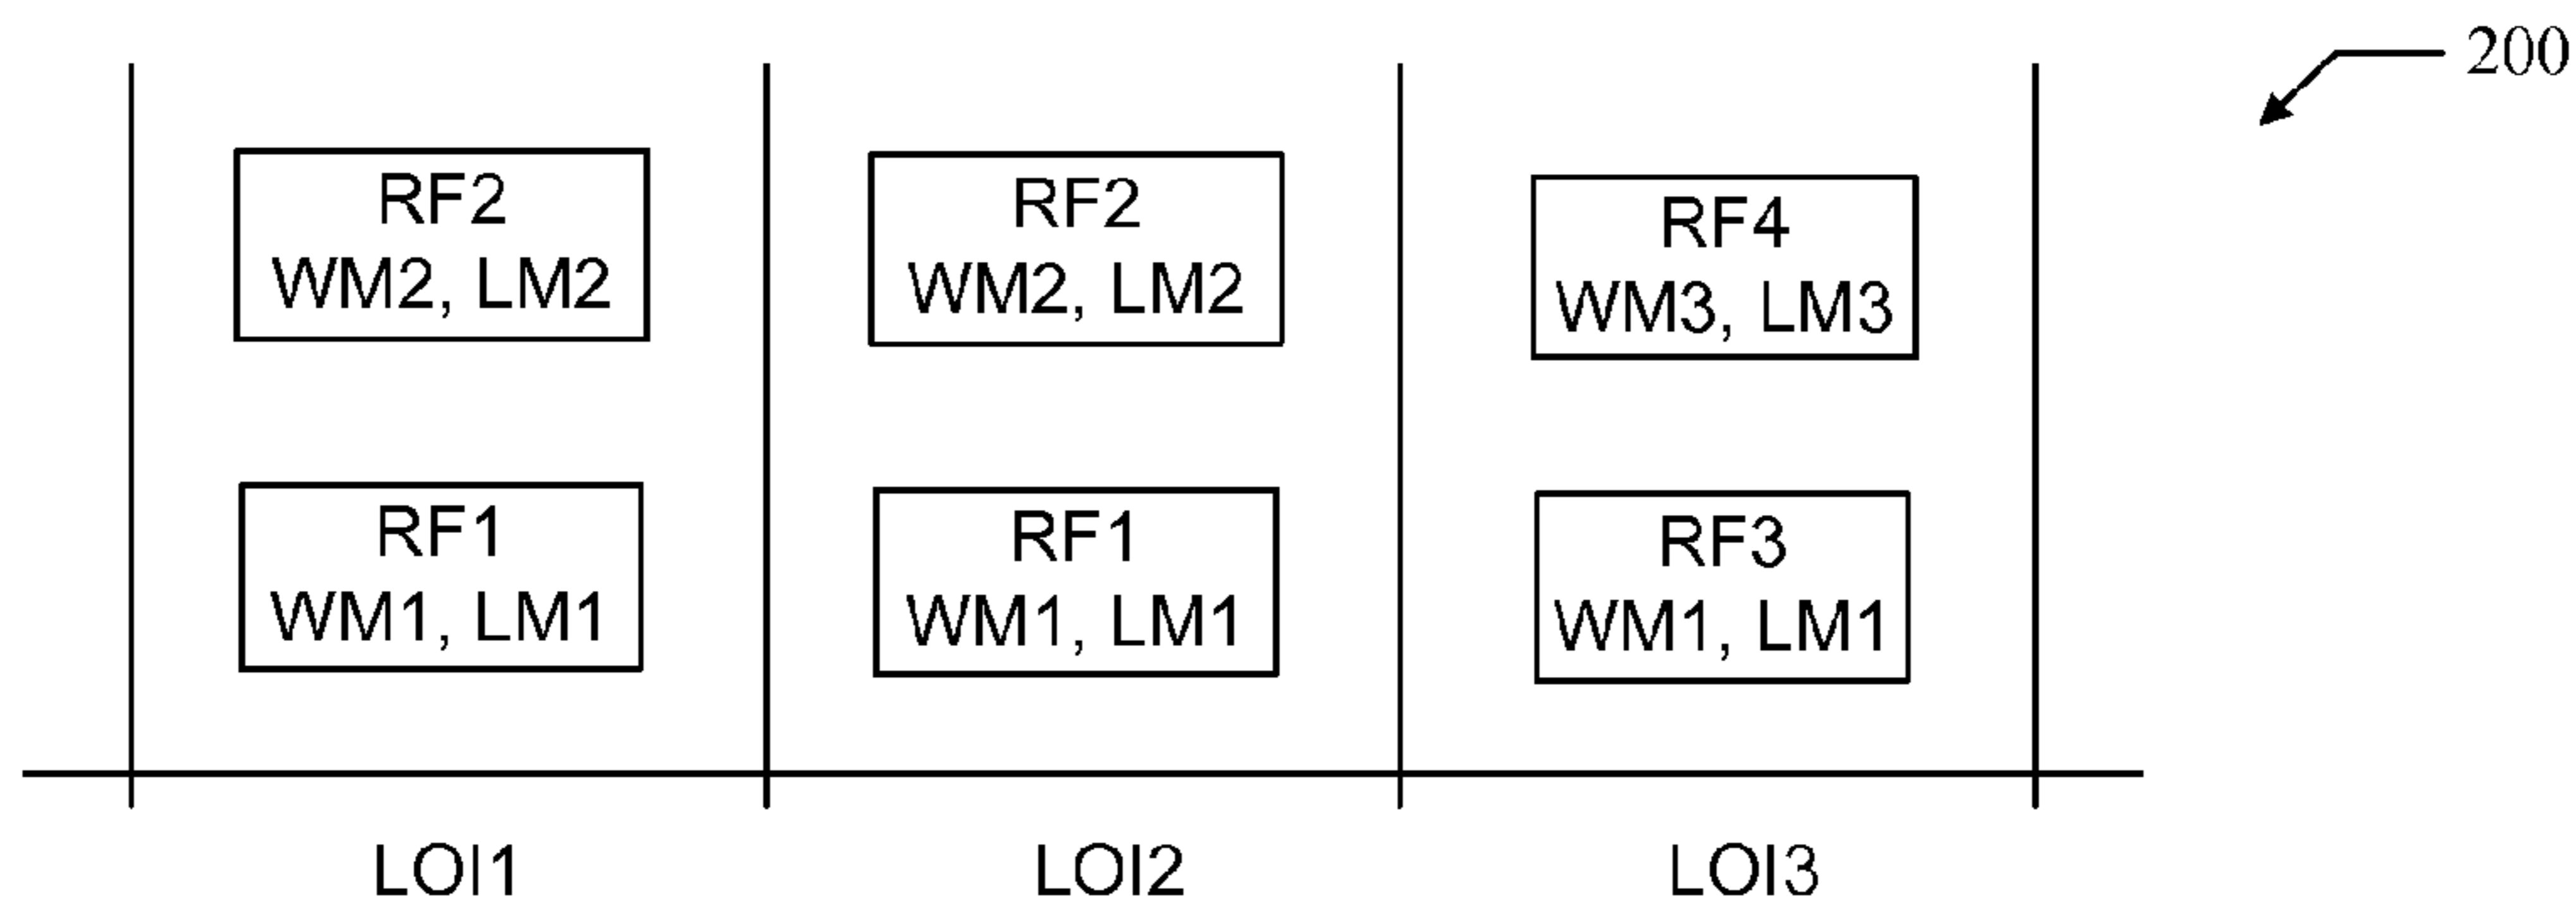 200
RF2
WM2, LM2
RF2
WM2, LM2
RF4
WM3, LM3
RF1
WM1, LM1
RF1
WM1, LM1
RF3
WM1, LM1
LOI1
LOI2
LOI3